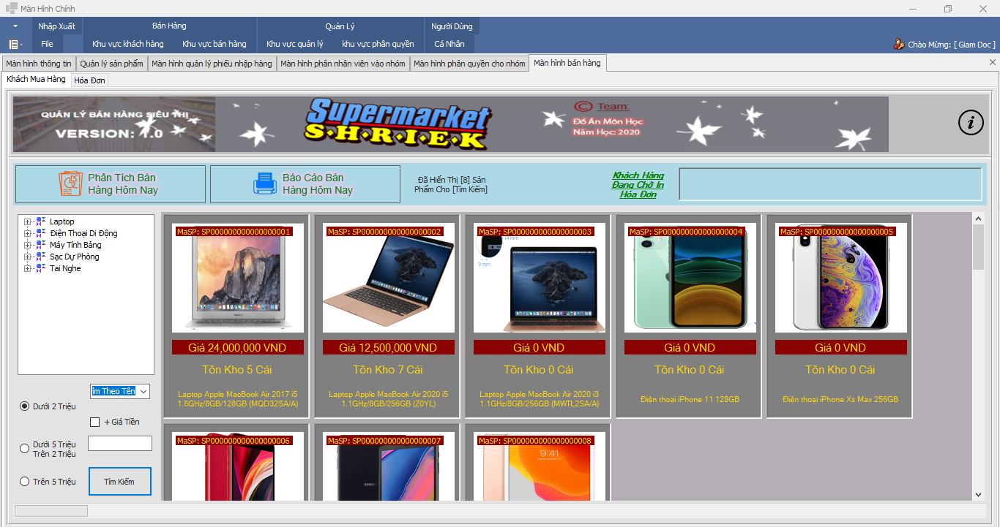 Màn Hình Chính
Nhập Xuất
Bán Hàng
Quản Lý
Người Dùng
File
Khu vực khách hàng
Khu vực bán hàng
Khu vực quản lý
khu vực phân quyền
Cá Nhân
Chào Mừng: [ Giam Doc ]
Màn hình thông tin
Quản lý sản phẩm
Màn hình quản lý phiếu nhập hàng
Màn hình phân nhân viên vào nhóm
Màn hình phân quyền cho nhóm
Màn hình bán hàng
Khách Mua Hàng
Hóa Đơn
QUẢN LÝ BÁN HÀNG SIÊU THỊ
VERSION: 1.0
Supermarket
S·H·R·I·E·K
© Team:
Đồ Án Môn Học
Năm Học: 2020
i
Phân Tích Bán
Hàng Hôm Nay
Báo Cáo Bán
Hàng Hôm Nay
Đã Hiển Thị [8] Sản
Phẩm Cho [Tìm Kiếm]
Khách Hàng
Đang Chờ In
Hóa Đơn
Laptop
Điện Thoại Di Động
Máy Tính Bảng
Sạc Dự Phòng
Tai Nghe
im Theo Tên
Dưới 2 Triệu
+ Giá Tiền
Dưới 5 Triệu
Trên 2 Triệu
Trên 5 Triệu
Tìm Kiếm
MaSP: SP000000000000000001
Giá 24,000,000 VND
Tồn Kho 5 Cái
Laptop Apple MacBook Air 2017 i5
1.8GHz/8GB/128GB (MQD32SA/A)
MaSP: SP000000000000000002
Giá 12,500,000 VND
Tồn Kho 7 Cái
Laptop Apple MacBook Air 2020 i5
1.1GHz/8GB/256GB (Z0YL)
MaSP: SP000000000000000003
14 mm
9 mm
Giá 0 VND
Tồn Kho 0 Cái
Laptop Apple MacBook Air 2020 i3
1.1GHz/8GB/256GB (MWTL2SA/A)
MaSP: SP000000000000000004
Giá 0 VND
Tồn Kho 0 Cái
Điện thoại iPhone 11 128GB
MaSP: SP000000000000000005
Giá 0 VND
Tồn Kho 0 Cái
Điện thoại iPhone Xs Max 256GB
MaSP: SP000000000000000006
MaSP: SP000000000000000007
SAMS
MaSP: SP000000000000000008
9:41